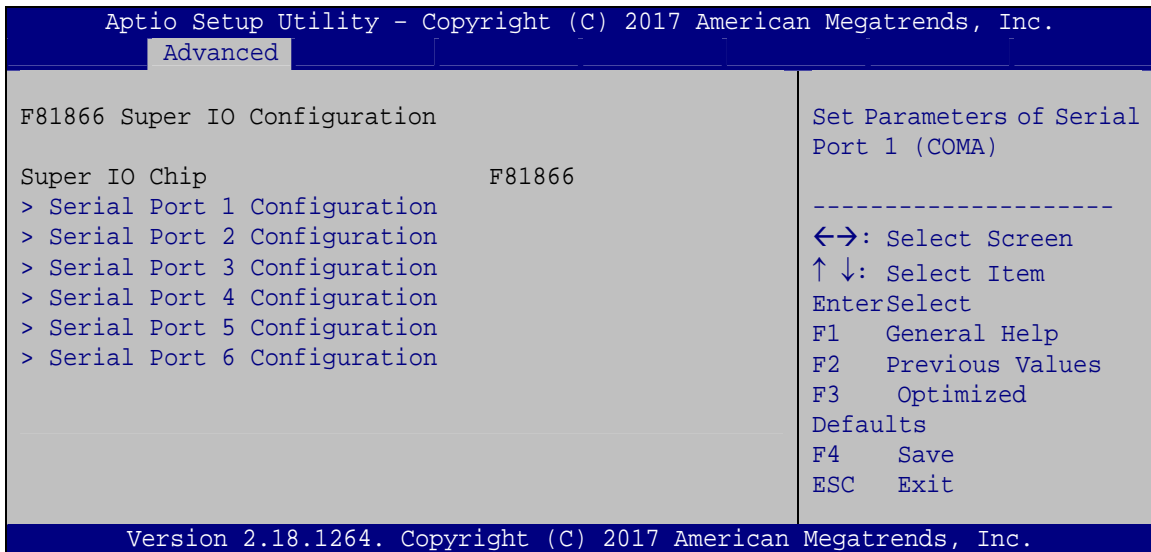 Aptio Setup Utility – Copyright (C) 2017 American Megatrends, Inc.
Advanced
F81866 Super IO Configuration
Super IO Chip F81866
> Serial Port 1 Configuration
> Serial Port 2 Configuration
> Serial Port 3 Configuration
> Serial Port 4 Configuration
> Serial Port 5 Configuration
> Serial Port 6 Configuration
Set Parameters of Serial
Port 1 (COMA)
---------------------
←→: Select Screen
↑ ↓: Select Item
EnterSelect
F1 General Help
F2 Previous Values
F3 Optimized
Defaults
F4 Save
ESC Exit
Version 2.18.1264. Copyright (C) 2017 American Megatrends, Inc.